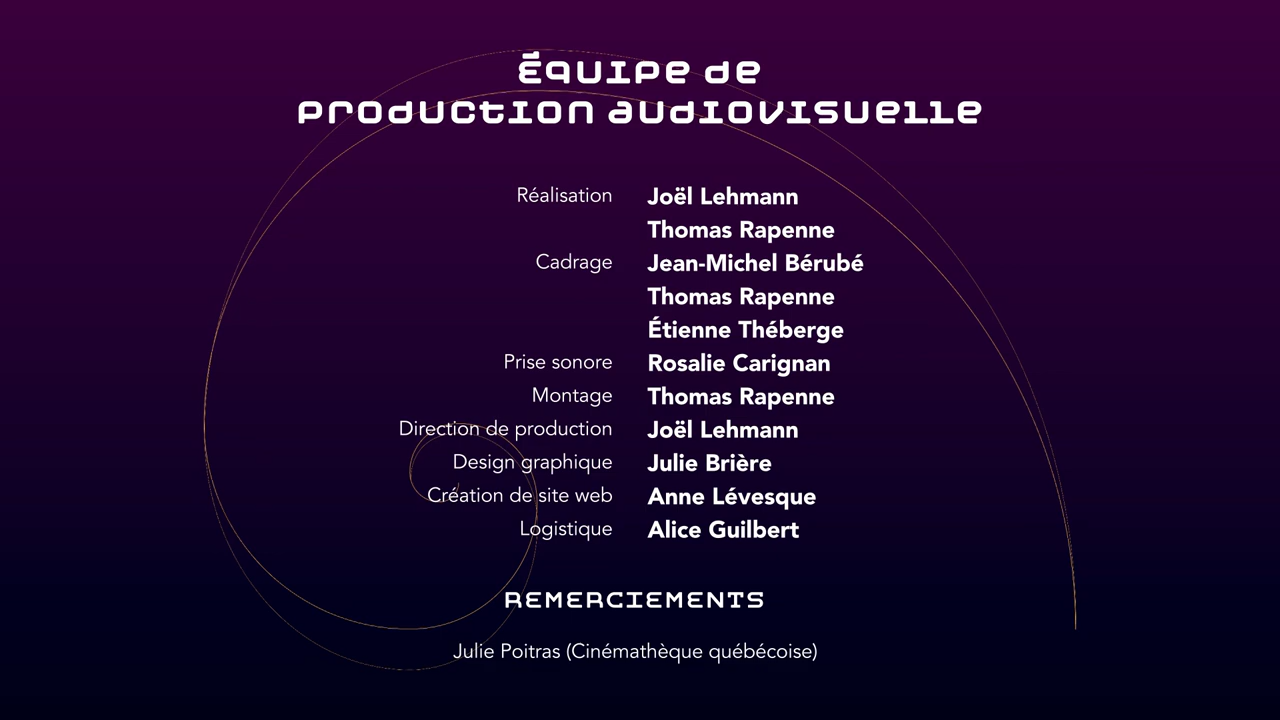 Équipe de
production audiovisuelle
Réalisation Joël Lehmann
Thomas Rapenne
Cadrage Jean-Michel Bérubé
Thomas Rapenne
Étienne Théberge
Prise sonore Rosalie Carignan
Montage Thomas Rapenne
Direction de production Joël Lehmann
Design graphique Julie Brière
Création de site web Anne Lévesque
Logistique Alice Guilbert
REMERCIEMENTS
Julie Poitras (Cinémathèque québécoise)